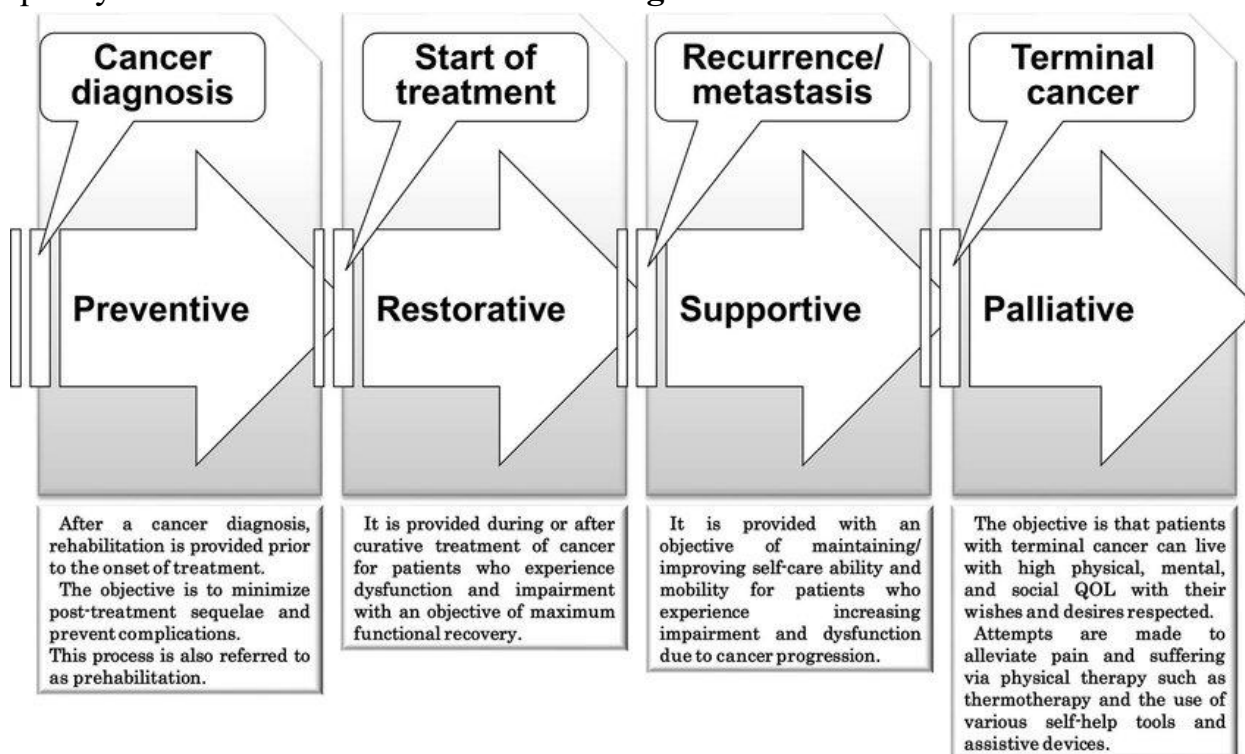 Cancer
diagnosis
Start of
treatment
Recurrence/
metastasis
Terminal
cancer
Preventive
Restorative
Supportive
Palliative
After a cancer diagnosis,
rehabilitation is provided prior
to the onset of treatment.
The objective is to minimize
post-treatment sequelae and
prevent complications.
This process is also referred to
as prehabilitation.
It is provided during or after
curative treatment of cancer
for patients who experience
dysfunction and impairment
with an objective of maximum
functional recovery.
It is provided with an
objective of maintaining/
improving self-care ability and
mobility for patients who
experience increasing
impairment and dysfunction
due to cancer progression.
The objective is that patients
with terminal cancer can live
with high physical, mental,
and social QOL with their
wishes and desires respected.
Attempts are made to
alleviate pain and suffering
via physical therapy such as
thermotherapy and the use of
various self-help tools and
assistive devices.